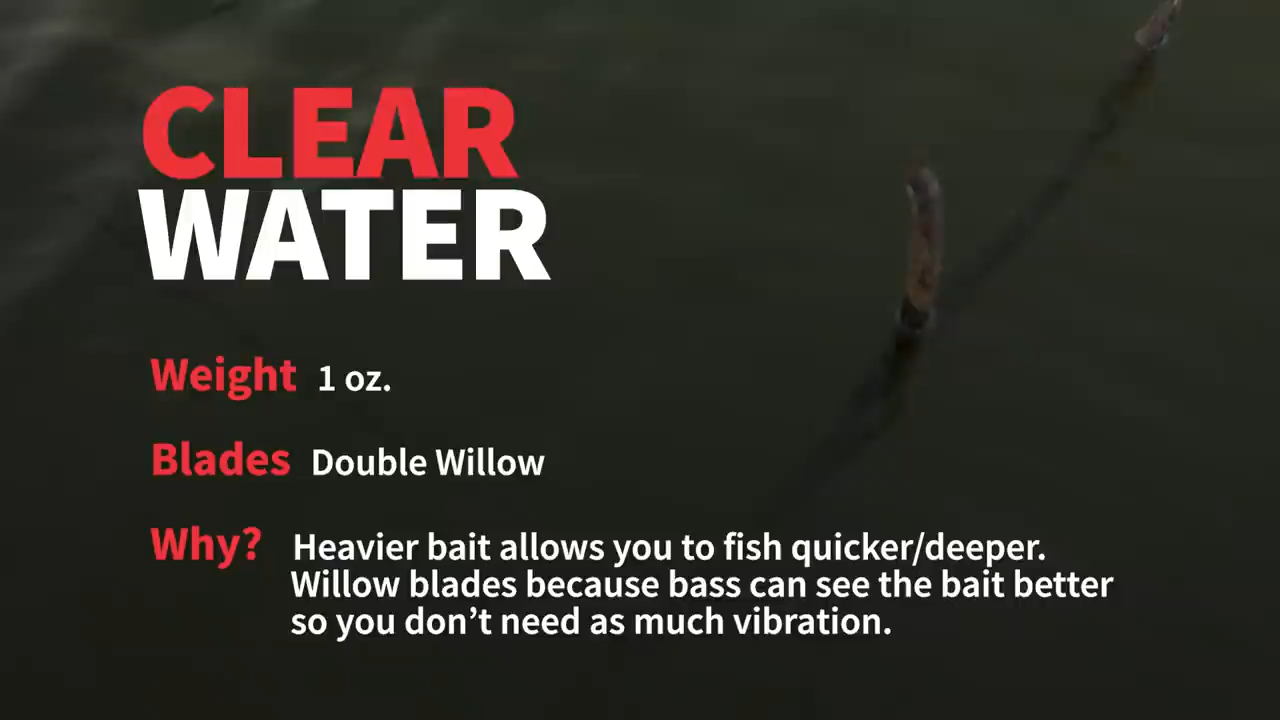 CLEAR
WATER
Weight 1 oz.
Blades Double Willow
Why? Heavier bait allows you to fish quicker/deeper.
Willow blades because bass can see the bait better
so you don’t need as much vibration.